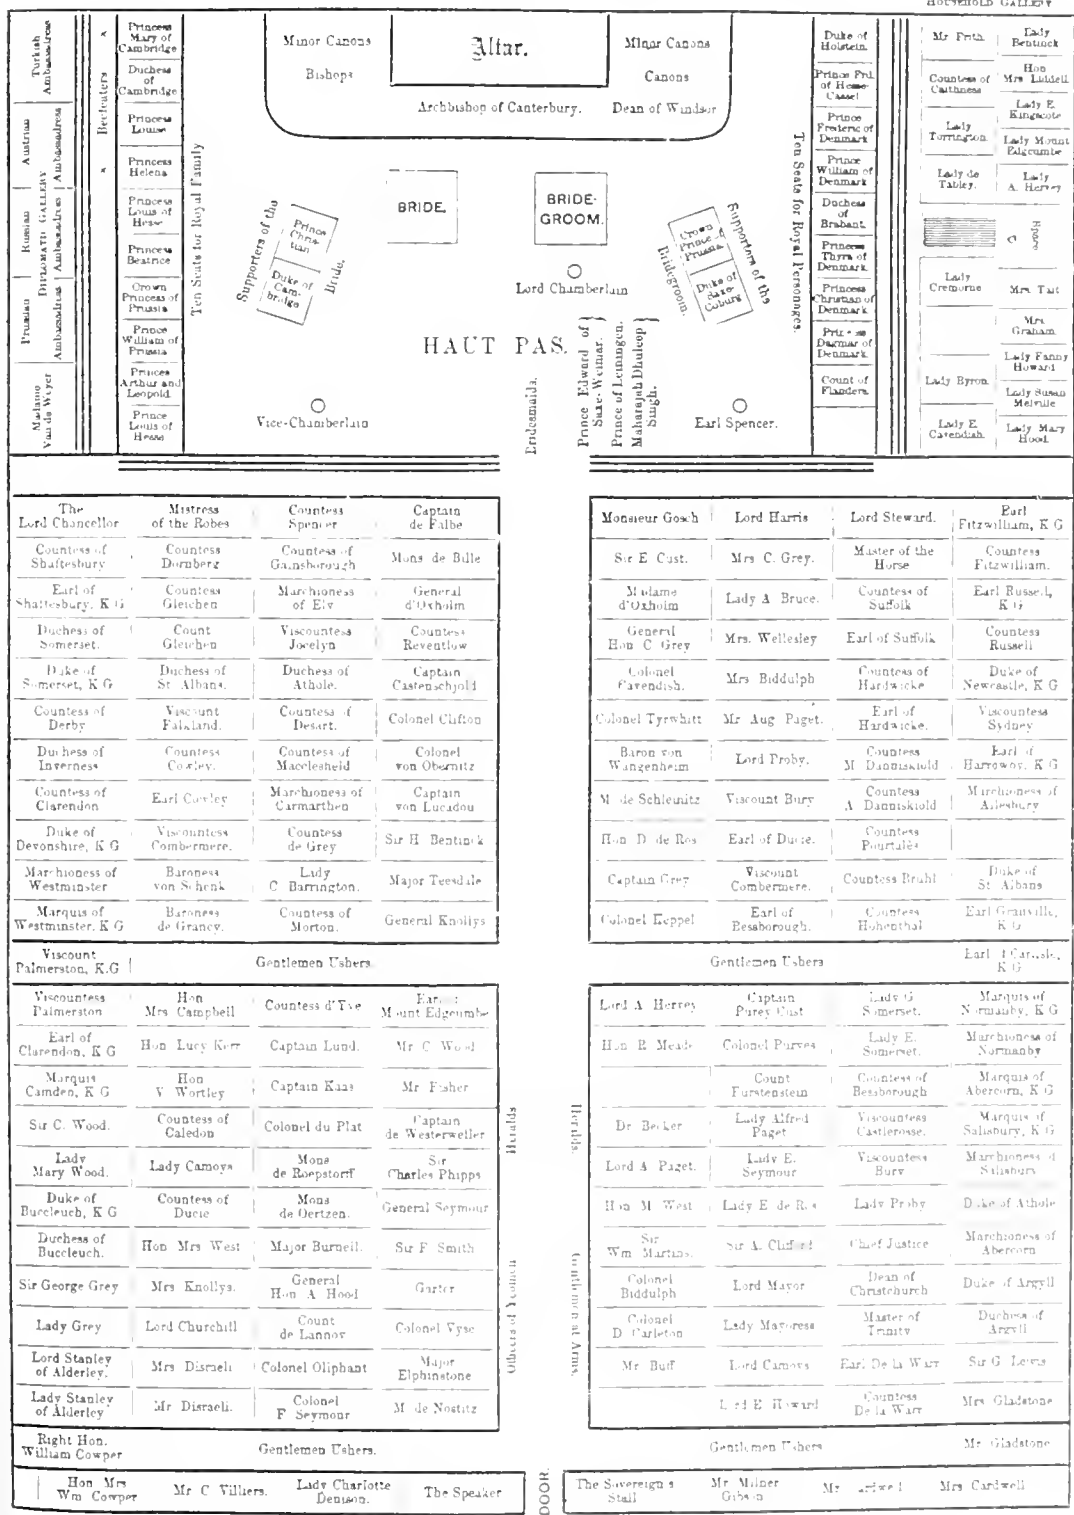 HOUSEHOLD GALLERY
Turkish Ambassadress
Austrian Ambassadress
Russian Ambassadress
Prussian Ambassadress
Madame Van de Weyer
DIPLOMATIC GALLERY
Beefeaters
Princess Mary of Cambridge
Duchess of Cambridge
Princess Louise
Princess Helena
Princess Louis of Hesse
Princess Beatrice
Crown Princess of Prussia
Prince William of Prussia
Princes Arthur and Leopold
Prince Louis of Hesse
Ten Seats for Royal Family
Minor Canons
Bishops
Altar.
Minor Canons
Canons
Archbishop of Canterbury.
Dean of Windsor
BRIDE.
BRIDE-
GROOM.
Supporters of the Bride.
Prince Christian
Duke of Cambridge
Lord Chamberlain
Supporters of the Bridegroom.
Crown Prince of Prussia
Duke of Saxe-Coburg
HAUT PAS.
Vice-Chamberlain
Bridesmaids.
Prince Edward of Saxe-Weimar.
Prince of Leiningen.
Maharajah Dhuleep Singh.
Earl Spencer.
Ten Seats for Royal Personages.
Duke of Holstein.
Prince Frd. of Hesse-Cassel
Prince Frederic of Denmark
Prince William of Denmark
Duchess of Brabant
Princess Thyra of Denmark
Princess Christian of Denmark
Princess Dagmar of Denmark
Count of Flanders
Mr Frith
Lady Bentinck
Countess of Caithness
Hon Mrs Liddell
Lady E Kingscote
Lady Torrington
Lady Mount Edgcumbe
Lady de Tabley.
Lady A. Hervey
Space
Lady Cremorne
Mrs. Tait
Mrs. Graham
Lady Fanny Howard
Lady Byron
Lady Susan Melville
Lady E Cavendish
Lady Mary Hood.
The Lord Chancellor
Mistress of the Robes
Countess Spencer
Captain de Falbe
Countess of Shaftesbury
Countess Dornberg
Countess of Gainsborough
Mons de Bille
Earl of Shaftesbury, K G
Countess Gleichen
Marchioness of Ely
General d'Oxholm
Duchess of Somerset.
Count Gleichen
Viscountess Jocelyn
Countess Reventlow
Duke of Somerset, K G
Duchess of St Albans.
Duchess of Athole.
Captain Castenschjold
Countess of Derby
Viscount Falkland.
Countess of Desart.
Colonel Clifton
Duchess of Inverness
Countess Cowley.
Countess of Macclesfield
Colonel von Obernitz
Countess of Clarendon
Earl Cowley
Marchioness of Carmarthen
Captain von Lucadou
Duke of Devonshire, K G
Viscountess Combermere.
Countess de Grey
Sir H Bentinck
Marchioness of Westminster
Baroness von Schenk
Lady C Barrington.
Major Teesdale
Marquis of Westminster, K G
Baroness de Grancy.
Countess of Morton.
General Knollys
Viscount Palmerston, K.G
Gentlemen Ushers
Viscountess Palmerston
Hon Mrs Campbell
Countess d'Yve
Earl of Mount Edgcumbe
Earl of Clarendon, K G
Hon Lucy Kerr
Captain Lund.
Mr C Wood
Marquis Camden, K G
Hon V Wortley
Captain Kaas
Mr Fisher
Sir C. Wood.
Countess of Caledon
Colonel du Plat
Captain de Westerweller
Lady Mary Wood.
Lady Camoys
Mons de Roepstorff
Sir Charles Phipps
Duke of Buccleuch, K G
Countess of Ducie
Mons de Oertzen.
General Seymour
Duchess of Buccleuch.
Hon Mrs West
Major Burnell.
Sir F Smith
Sir George Grey
Mrs Knollys.
General Hon A Hood
Garter
Lady Grey
Lord Churchill
Count de Lannoy
Colonel Vyse
Lord Stanley of Alderley.
Mrs Disraeli
Colonel Oliphant
Major Elphinstone
Lady Stanley of Alderley
Mr Disraeli.
Colonel F Seymour
M de Nostitz
Right Hon. William Cowper
Gentlemen Ushers.
Hon Mrs Wm Cowper
Mr C Villiers.
Lady Charlotte Denison.
The Speaker
Heralds
Officers of Yeomen
Heralds.
Gentlemen at Arms.
DOOR.
Monsieur Gosch
Lord Harris
Lord Steward.
Earl Fitzwilliam, K G
Sir E Cust.
Mrs C. Grey.
Master of the Horse
Countess Fitzwilliam.
Madame d'Oxholm
Lady A Bruce.
Countess of Suffolk
Earl Russell, K G
General Hon C Grey
Mrs. Wellesley
Earl of Suffolk
Countess Russell
Colonel Cavendish.
Mrs Biddulph
Countess of Hardwicke
Duke of Newcastle, K G
Colonel Tyrwhitt
Mr Aug Paget.
Earl of Hardwicke.
Viscountess Sydney
Baron von Wangenheim
Lord Proby.
Countess M Danniskiold
Earl of Harrowby, K G
M de Schleinitz
Viscount Bury
Countess A Danniskiold
Marchioness of Ailesbury
Hon D de Ros
Earl of Ducie.
Countess Pourtalès
Captain Grey
Viscount Combermere.
Countess Bruhl
Duke of St Albans
Colonel Keppel
Earl of Bessborough.
Countess Hohenthal
Earl Granville, K G
Gentlemen Ushers
Earl of Carlisle, K G
Lord A Hervey
Captain Purey Cust
Lady G Somerset.
Marquis of Normanby, K G
Hon R Meade
Colonel Purves
Lady E. Somerset.
Marchioness of Normanby
Count Furstenstein
Countess of Bessborough
Marquis of Abercorn, K G
Dr Becker
Lady Alfred Paget
Viscountess Castlerosse.
Marquis of Salisbury, K G
Lord A Paget.
Lady E. Seymour
Viscountess Bury
Marchioness of Salisbury
Hon M West
Lady E de Ros
Lady Proby
Duke of Athole
Sir Wm Martins.
Sir A. Clifford
Chief Justice
Marchioness of Abercorn
Colonel Biddulph
Lord Mayor
Dean of Christchurch
Duke of Argyll
Colonel D Carleton
Lady Mayoress
Master of Trinity
Duchess of Argyll
Mr Buff
Lord Camoys
Earl De la Warr
Sir G Lewis
Lord E Howard
Countess De la Warr
Mrs Gladstone
Gentlemen Ushers
Mr Gladstone
The Sovereign's Stall
Mr Milner Gibson
Mr Cardwell
Mrs Cardwell